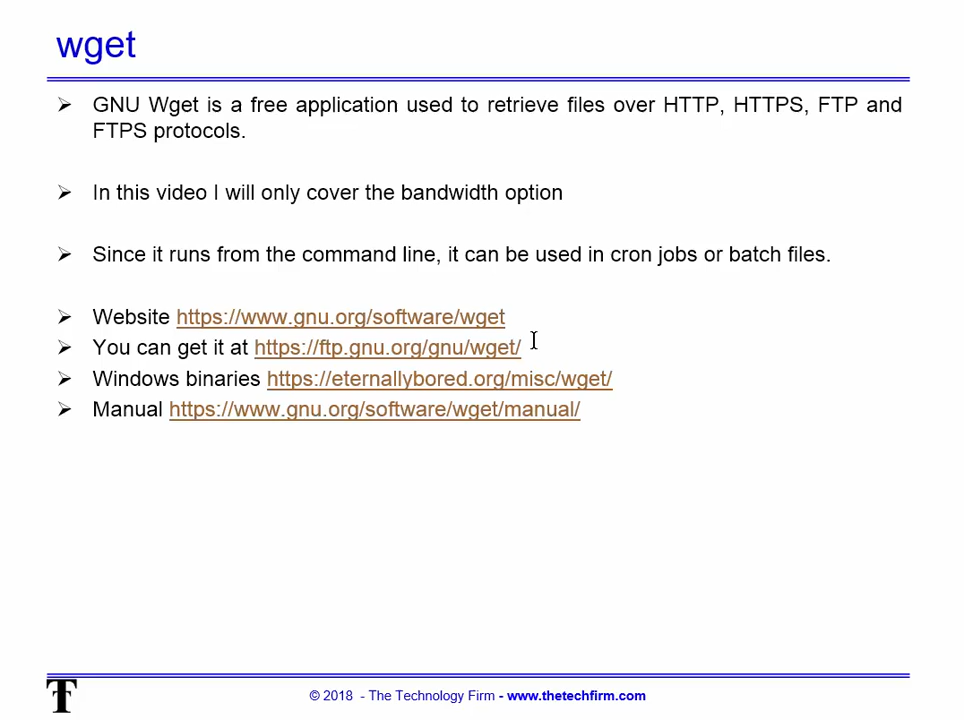 wget
GNU Wget is a free application used to retrieve files over HTTP, HTTPS, FTP and
FTPS protocols.
In this video I will only cover the bandwidth option
Since it runs from the command line, it can be used in cron jobs or batch files.
Website https://www.gnu.org/software/wget
You can get it at https://ftp.gnu.org/gnu/wget/
Windows binaries https://eternallybored.org/misc/wget/
Manual https://www.gnu.org/software/wget/manual/
© 2018 - The Technology Firm - www.thetechfirm.com